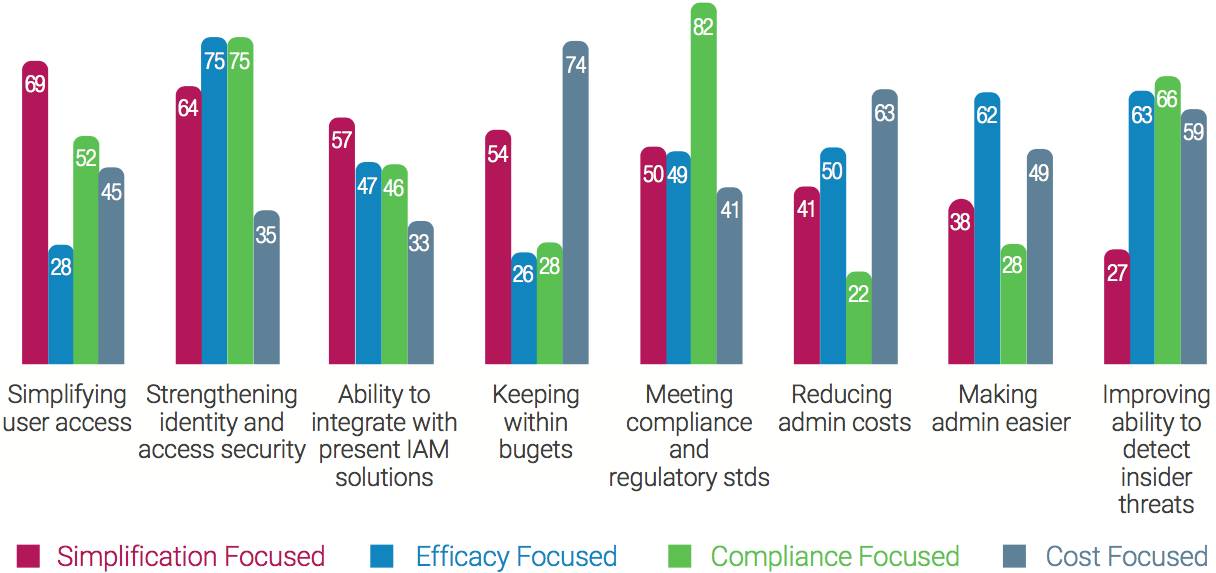 69 28 52 45
64 75 75 35
57 47 46 33
54 26 28 74
50 49 82 41
41 50 22 63
38 62 28 49
27 63 66 59
Simplifying
user access
Strengthening
identity and
access security
Ability to
integrate with
present IAM
solutions
Keeping
within
bugets
Meeting
compliance
and
regulatory stds
Reducing
admin costs
Making
admin easier
Improving
ability to
detect
insider
threats
Simplification Focused
Efficacy Focused
Compliance Focused
Cost Focused